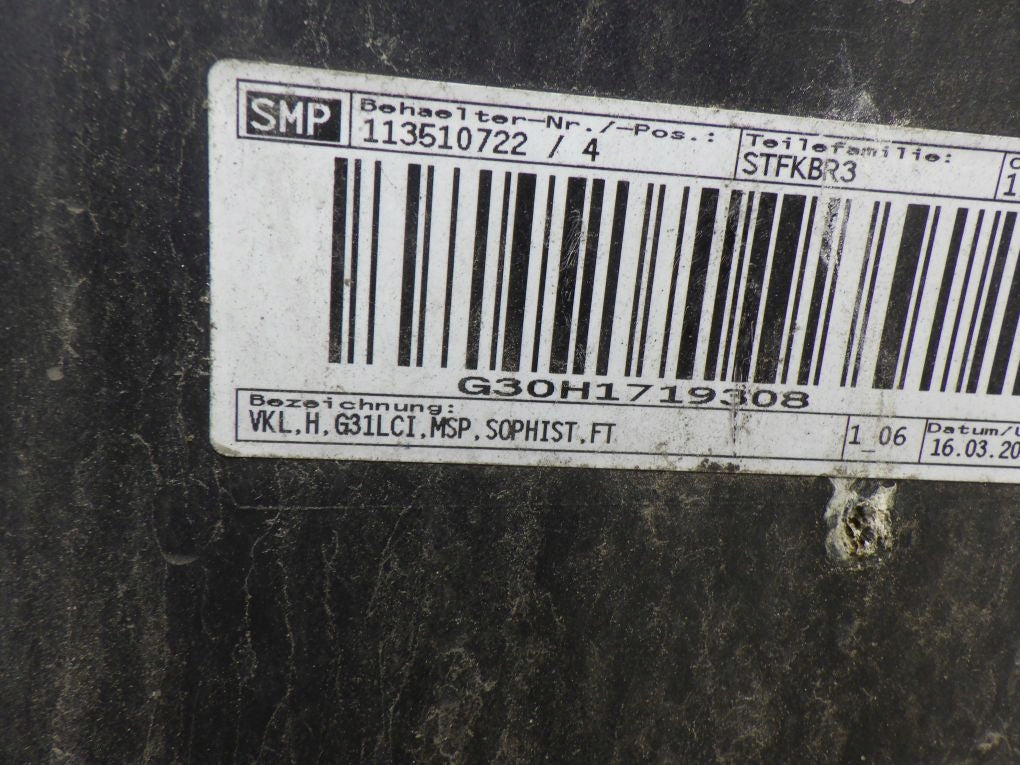 SMP
Behaelter-Nr./-Pos.:
113510722 / 4
Teilefamilie:
STFKBR3
G30H1719308
Bezeichnung:
VKL,H,G31LCI,MSP,SOPHIST,FT
1_06
Datum/U
16.03.20